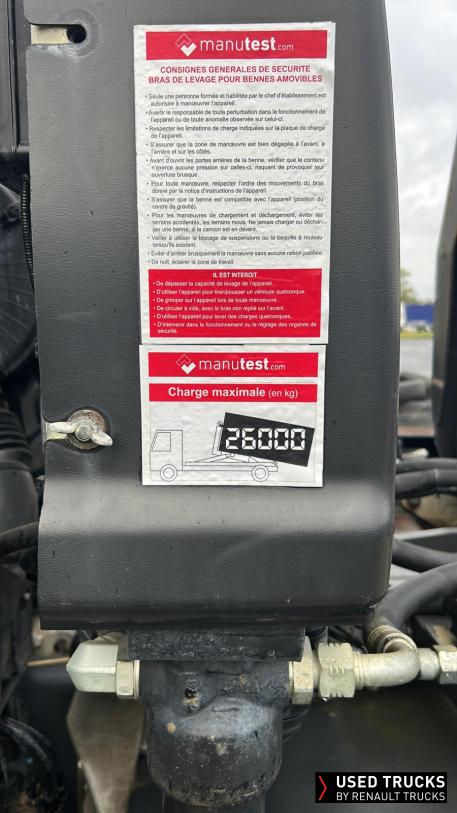 manutest.com
CONSIGNES GENERALES DE SECURITE
BRAS DE LEVAGE POUR BENNES AMOVIBLES
• Seule une personne formée et habilitée par le chef d'établissement est
autorisée à manœuvrer l'appareil.
• Avertir le responsable de toute perturbation dans le fonctionnement de
l'appareil ou de toute anomalie observée sur celui-ci.
• Respecter les limitations de charge indiquées sur la plaque de charge
de l'appareil.
• S'assurer que la zone de manœuvre est bien dégagée à l'avant, à
l'arrière et sur les côtés.
• Avant d'ouvrir les portes arrières de la benne, vérifier que le contenu
n'exerce aucune pression sur celles-ci, risquant de provoquer leur
ouverture brusque.
• Pour toute manœuvre, respecter l'ordre des mouvements du bras
donné par la notice d'instructions de l'appareil.
• S'assurer que la benne est compatible avec l'appareil (position du
centre de gravité).
• Pour les manœuvres de chargement et déchargement, éviter les
terrains accidentés, les terrains mous. Ne jamais charger ou déchar-
ger une benne, si le camion est en dévers.
• Veiller à utiliser le blocage de suspensions ou la béquille à rouleau
lorsqu'ils existent.
• Eviter d'arrêter brusquement la manœuvre sans aucune raison justifiée.
• De nuit, éclairer la zone de travail.
IL EST INTERDIT
• De dépasser la capacité de levage de l'appareil.
• D'utiliser l'appareil pour tirer/pousser un véhicule quelconque.
• De grimper sur l'appareil lors de toute manœuvre.
• De circuler à vide, avec le bras non replié sur l'avant.
• D'utiliser l'appareil pour lever des charges quelconques.
• D'intervenir dans le fonctionnement ou le réglage des organes de
sécurité.
manutest.com
Charge maximale (en kg)
26000
USED TRUCKS
BY RENAULT TRUCKS